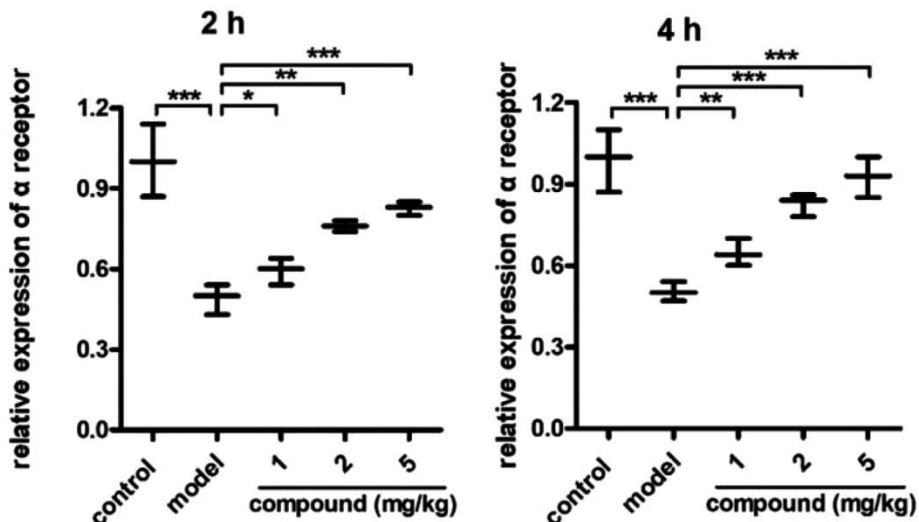 2 h
***
**
*** *
relative expression of α receptor
1.2
0.9
0.6
0.3
0.0
control
model
1
2
5
compound (mg/kg)
4 h
***
***
*** **
relative expression of α receptor
1.2
0.9
0.6
0.3
0.0
control
model
1
2
5
compound (mg/kg)